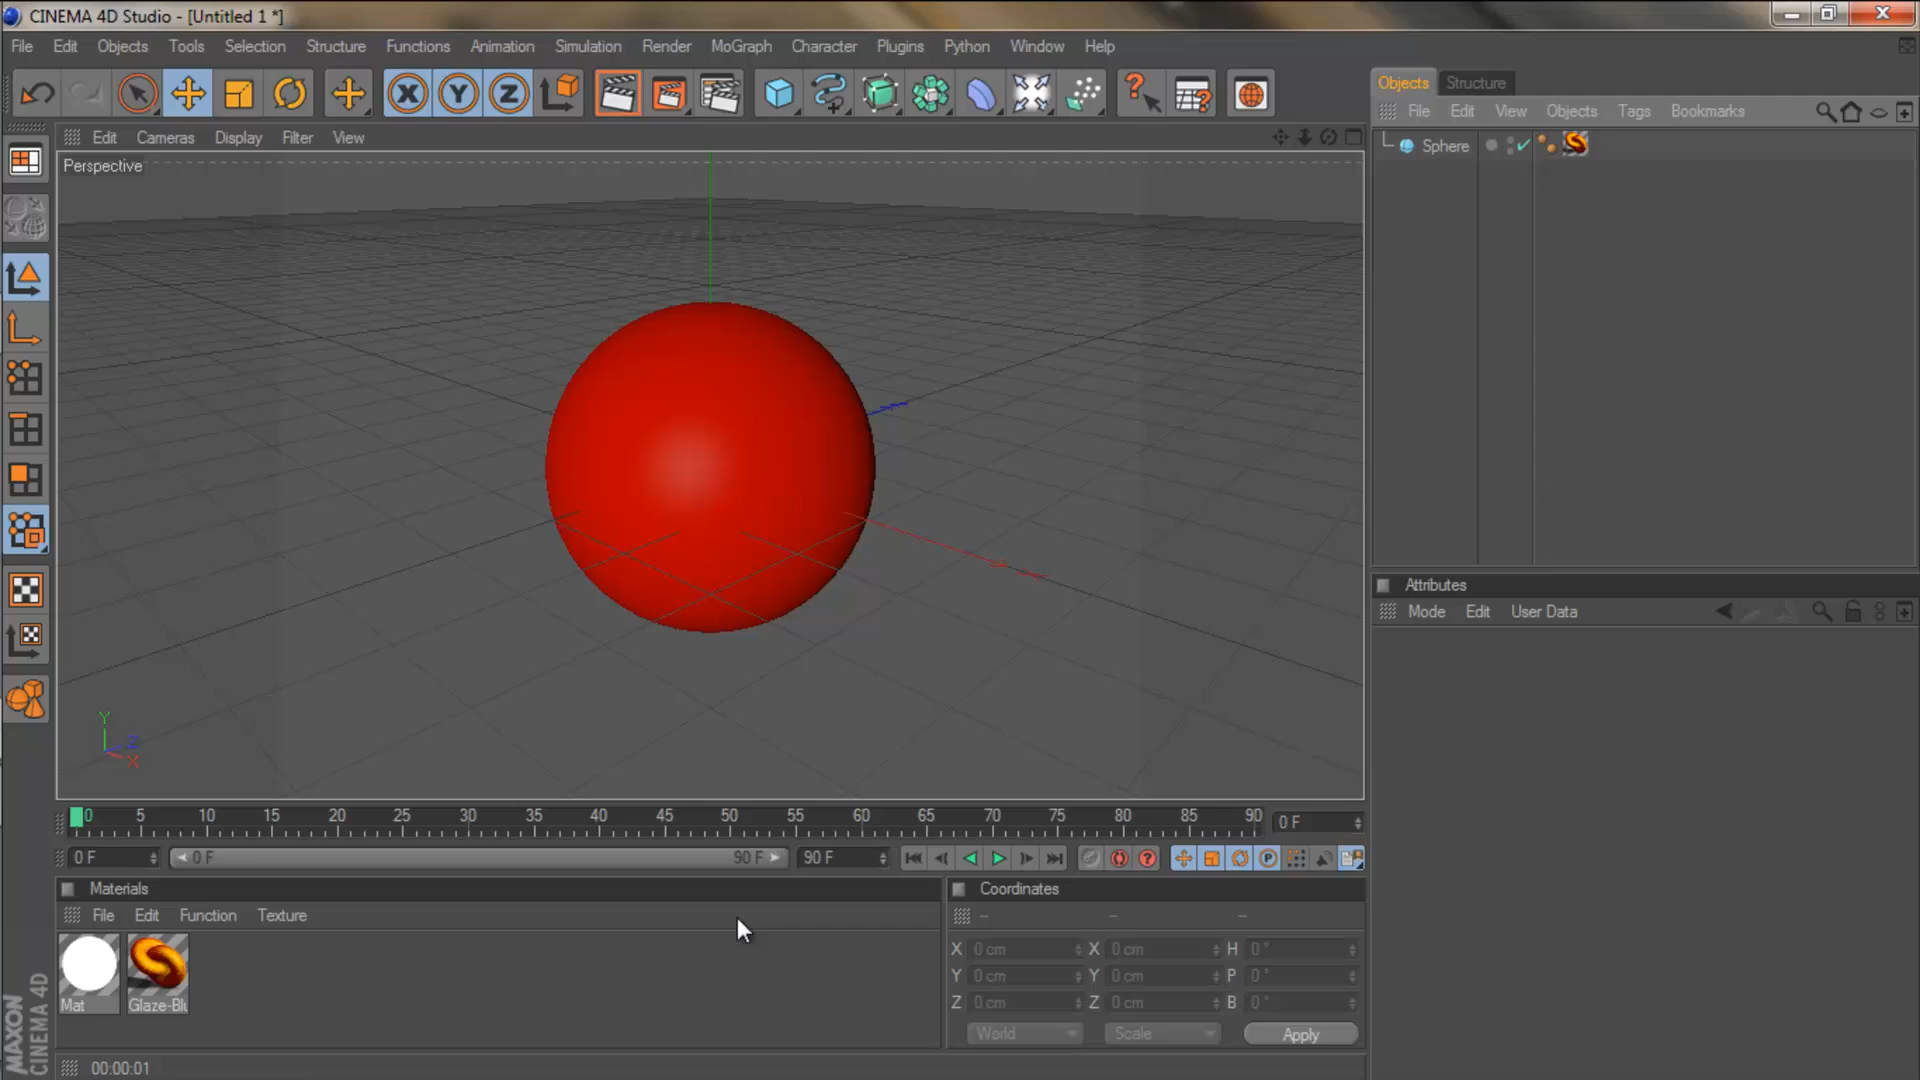 CINEMA 4D Studio - [Untitled 1 *]
File Edit Objects Tools Selection Structure Functions Animation Simulation Render MoGraph Character Plugins Python Window Help
X Y Z
Objects Structure
File Edit View Objects Tags Bookmarks
Edit Cameras Display Filter View
Perspective
Sphere
Attributes
Mode Edit User Data
Y
Z
X
0 5 10 15 20 25 30 35 40 45 50 55 60 65 70 75 80 85 90 0 F
0 F 0 F 90 F 90 F
Materials
File Edit Function Texture
Mat Glaze-Blu
Coordinates
-- -- --
X 0 cm X 0 cm H 0 °
Y 0 cm Y 0 cm P 0 °
Z 0 cm Z 0 cm B 0 °
World Scale Apply
MAXON
CINEMA 4D
00:00:01